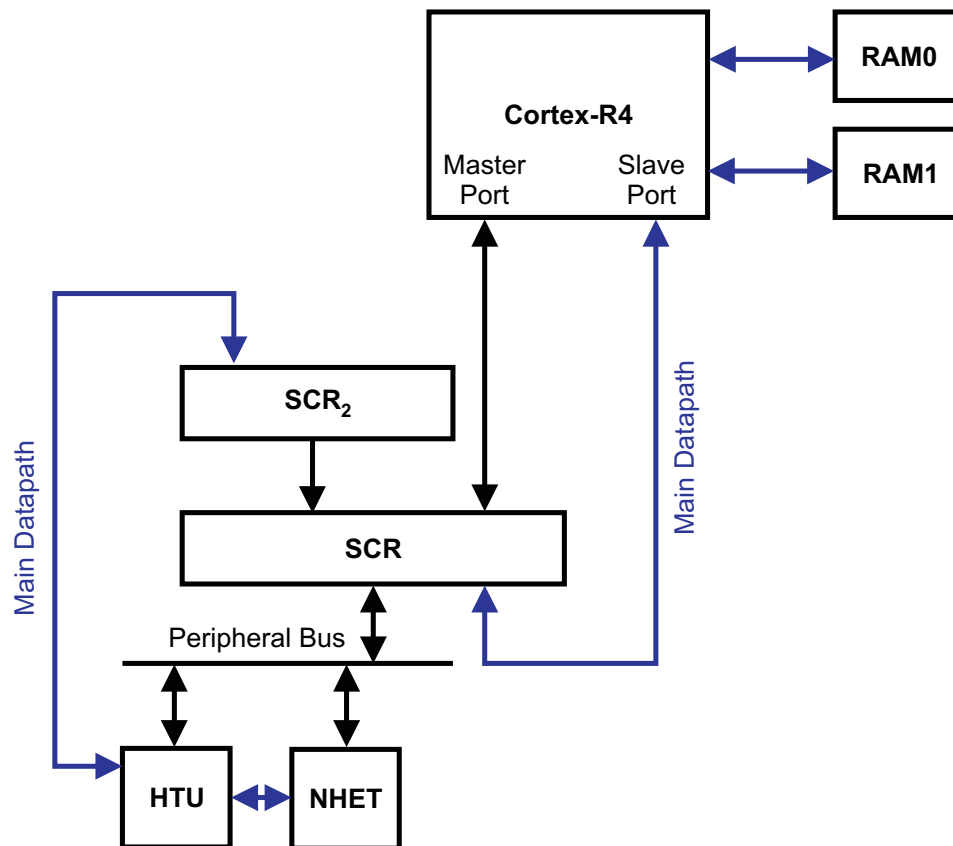 RAM0
Cortex-R4
Master
Port
Slave
Port
RAM1
SCR₂
Main Datapath
Main Datapath
SCR
Peripheral Bus
HTU
NHET